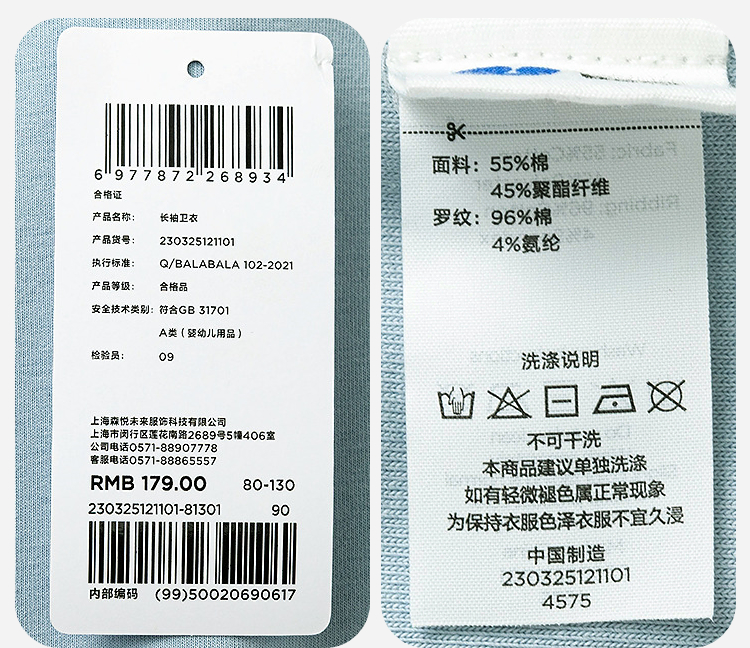 6 977872 268934
合格证
产品名称: 长袖卫衣
产品货号: 230325121101
执行标准: Q/BALABALA 102-2021
产品等级: 合格品
安全技术类别: 符合GB 31701
A类（婴幼儿用品）
检验员: 09
上海森悦未来服饰科技有限公司
上海市闵行区莲花南路2689号5幢406室
公司电话0571-88907778
客服电话0571-88865557
RMB 179.00 80-130
230325121101-81301 90
内部编码 (99)50020690617
面料: 55%棉
45%聚酯纤维
罗纹: 96%棉
4%氨纶
洗涤说明
不可干洗
本商品建议单独洗涤
如有轻微褪色属正常现象
为保持衣服色泽衣服不宜久浸
中国制造
230325121101
4575